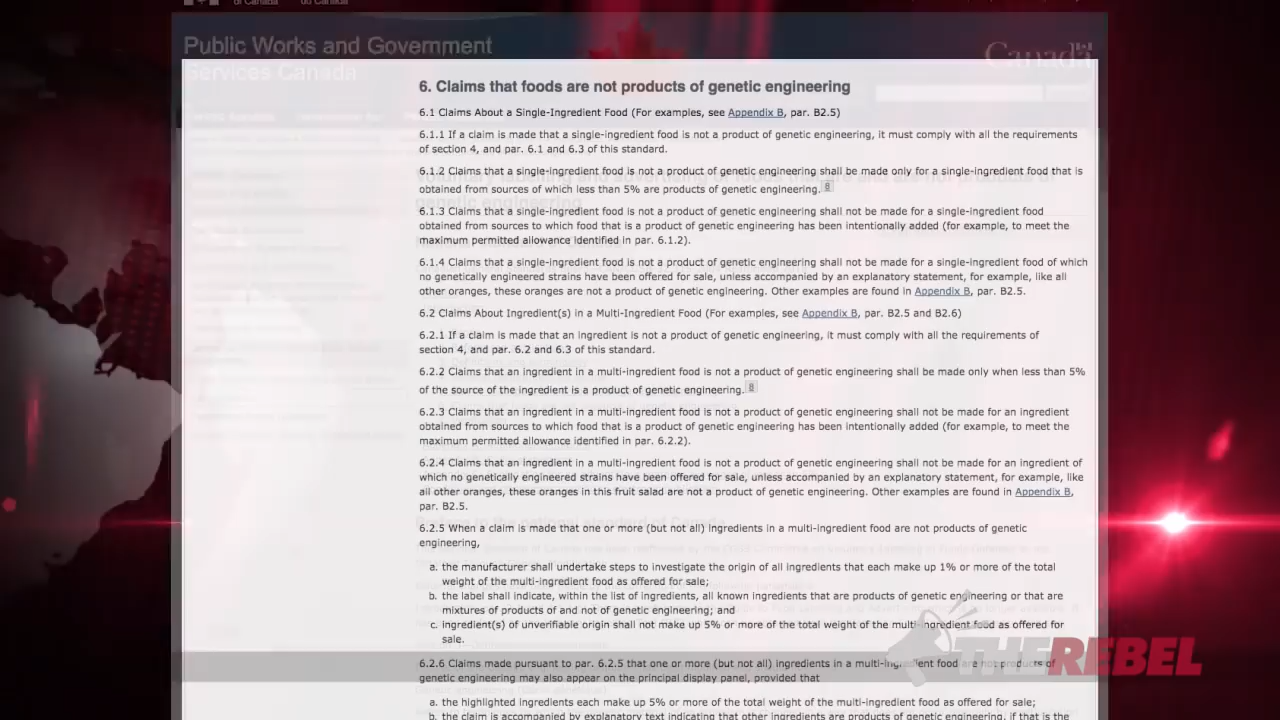 of Canada du Canada
Public Works and Government
Services Canada
Canada
6. Claims that foods are not products of genetic engineering
6.1 Claims About a Single-Ingredient Food (For examples, see Appendix B, par. B2.5)
6.1.1 If a claim is made that a single-ingredient food is not a product of genetic engineering, it must comply with all the requirements
of section 4, and par. 6.1 and 6.3 of this standard.
6.1.2 Claims that a single-ingredient food is not a product of genetic engineering shall be made only for a single-ingredient food that is
obtained from sources of which less than 5% are products of genetic engineering. 8
6.1.3 Claims that a single-ingredient food is not a product of genetic engineering shall not be made for a single-ingredient food
obtained from sources to which food that is a product of genetic engineering has been intentionally added (for example, to meet the
maximum permitted allowance identified in par. 6.1.2).
6.1.4 Claims that a single-ingredient food is not a product of genetic engineering shall not be made for a single-ingredient food of which
no genetically engineered strains have been offered for sale, unless accompanied by an explanatory statement, for example, like all
other oranges, these oranges are not a product of genetic engineering. Other examples are found in Appendix B, par. B2.5.
6.2 Claims About Ingredient(s) in a Multi-Ingredient Food (For examples, see Appendix B, par. B2.5 and B2.6)
6.2.1 If a claim is made that an ingredient is not a product of genetic engineering, it must comply with all the requirements of
section 4, and par. 6.2 and 6.3 of this standard.
6.2.2 Claims that an ingredient in a multi-ingredient food is not a product of genetic engineering shall be made only when less than 5%
of the source of the ingredient is a product of genetic engineering. 8
6.2.3 Claims that an ingredient in a multi-ingredient food is not a product of genetic engineering shall not be made for an ingredient
obtained from sources to which food that is a product of genetic engineering has been intentionally added (for example, to meet the
maximum permitted allowance identified in par. 6.2.2).
6.2.4 Claims that an ingredient in a multi-ingredient food is not a product of genetic engineering shall not be made for an ingredient of
which no genetically engineered strains have been offered for sale, unless accompanied by an explanatory statement, for example, like
all other oranges, these oranges in this fruit salad are not a product of genetic engineering. Other examples are found in Appendix B,
par. B2.5.
6.2.5 When a claim is made that one or more (but not all) ingredients in a multi-ingredient food are not products of genetic
engineering,
a. the manufacturer shall undertake steps to investigate the origin of all ingredients that each make up 1% or more of the total
weight of the multi-ingredient food as offered for sale;
b. the label shall indicate, within the list of ingredients, all known ingredients that are products of genetic engineering or that are
mixtures of products of and not of genetic engineering; and
c. ingredient(s) of unverifiable origin shall not make up 5% or more of the total weight of the multi-ingredient food as offered for
sale.
6.2.6 Claims made pursuant to par. 6.2.5 that one or more (but not all) ingredients in a multi-ingredient food are not products of
genetic engineering may also appear on the principal display panel, provided that
a. the highlighted ingredients each make up 5% or more of the total weight of the multi-ingredient food as offered for sale;
b. the claim is accompanied by explanatory text indicating that other ingredients are products of genetic engineering, if that is the
THE REBEL